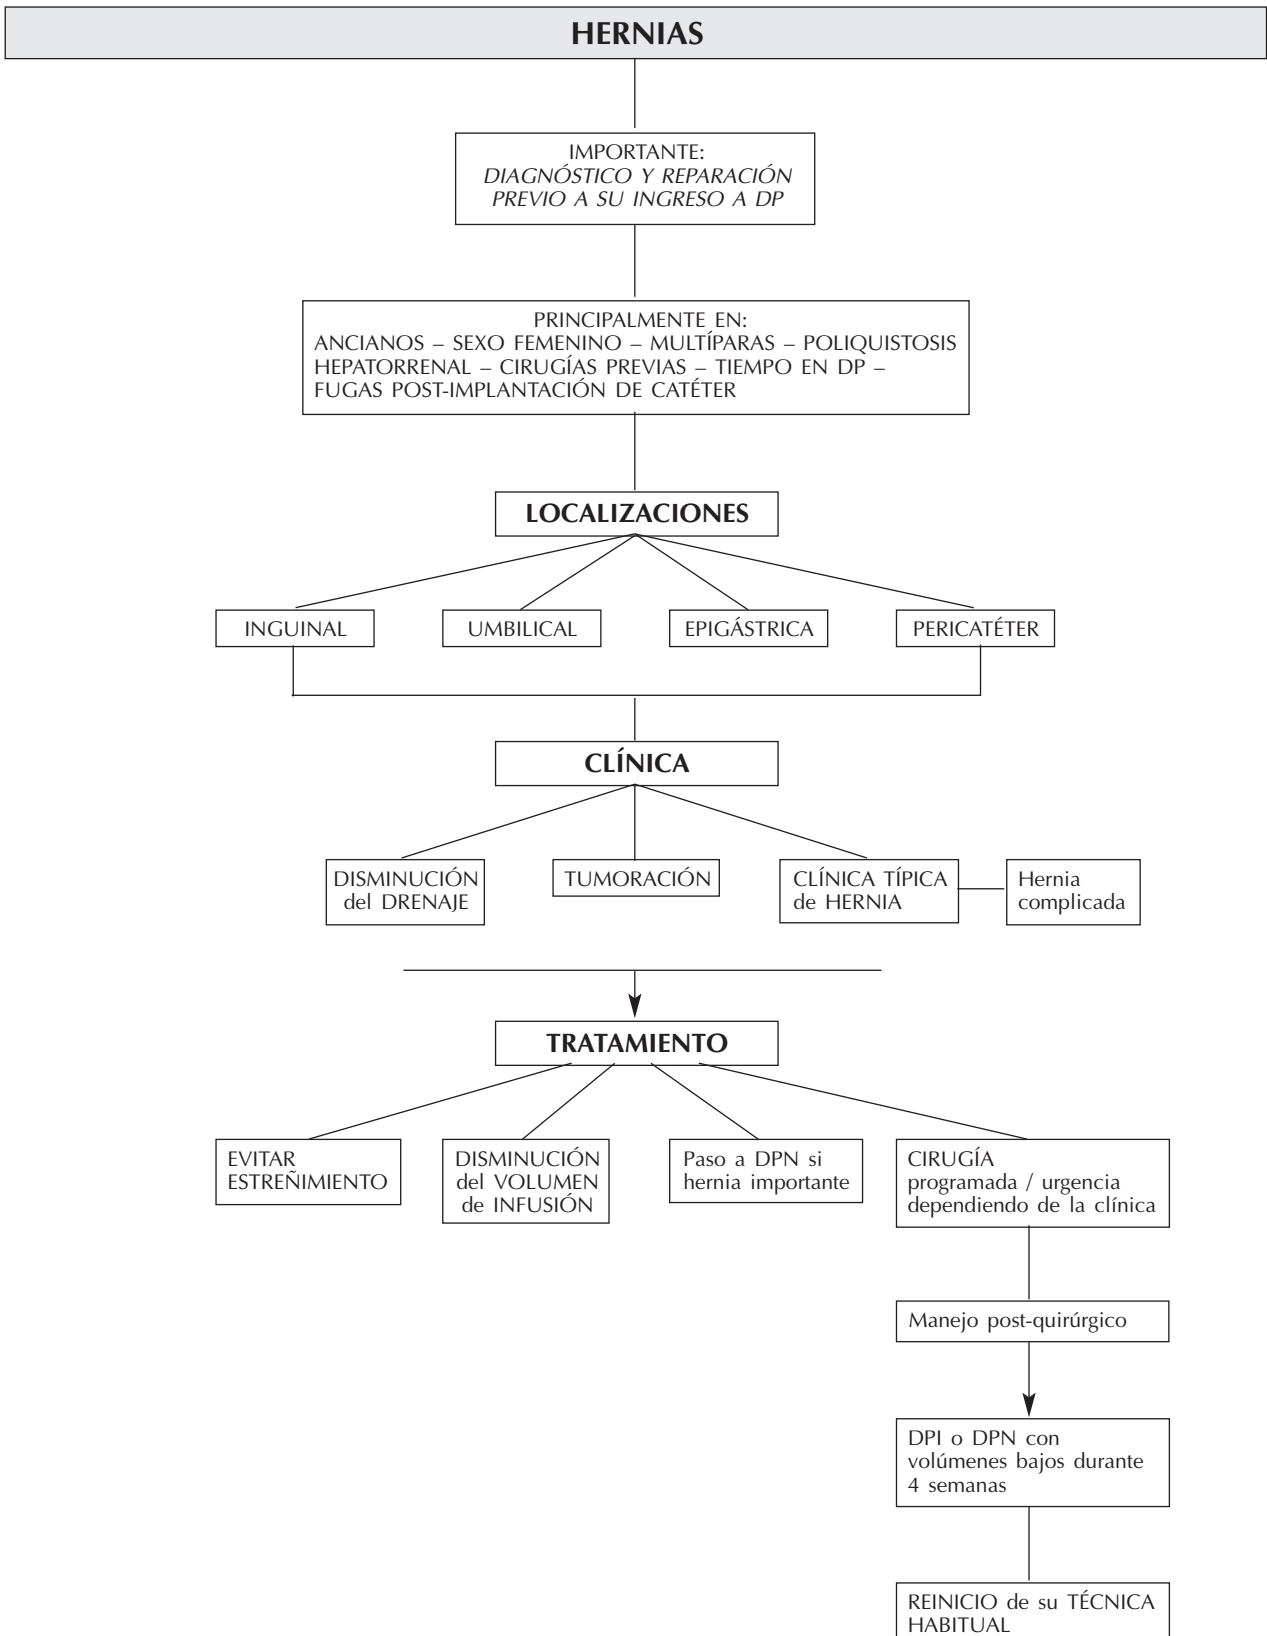 HERNIAS
IMPORTANTE:
DIAGNÓSTICO Y REPARACIÓN
PREVIO A SU INGRESO A DP
PRINCIPALMENTE EN:
ANCIANOS – SEXO FEMENINO – MULTÍPARAS – POLIQUISTOSIS
HEPATORRENAL – CIRUGÍAS PREVIAS – TIEMPO EN DP –
FUGAS POST-IMPLANTACIÓN DE CATÉTER
LOCALIZACIONES
INGUINAL
UMBILICAL
EPIGÁSTRICA
PERICATÉTER
CLÍNICA
DISMINUCIÓN
del DRENAJE
TUMORACIÓN
CLÍNICA TÍPICA
de HERNIA
Hernia
complicada
TRATAMIENTO
EVITAR
ESTREÑIMIENTO
DISMINUCIÓN
del VOLUMEN
de INFUSIÓN
Paso a DPN si
hernia importante
CIRUGÍA
programada / urgencia
dependiendo de la clínica
Manejo post-quirúrgico
DPI o DPN con
volúmenes bajos durante
4 semanas
REINICIO de su TÉCNICA
HABITUAL